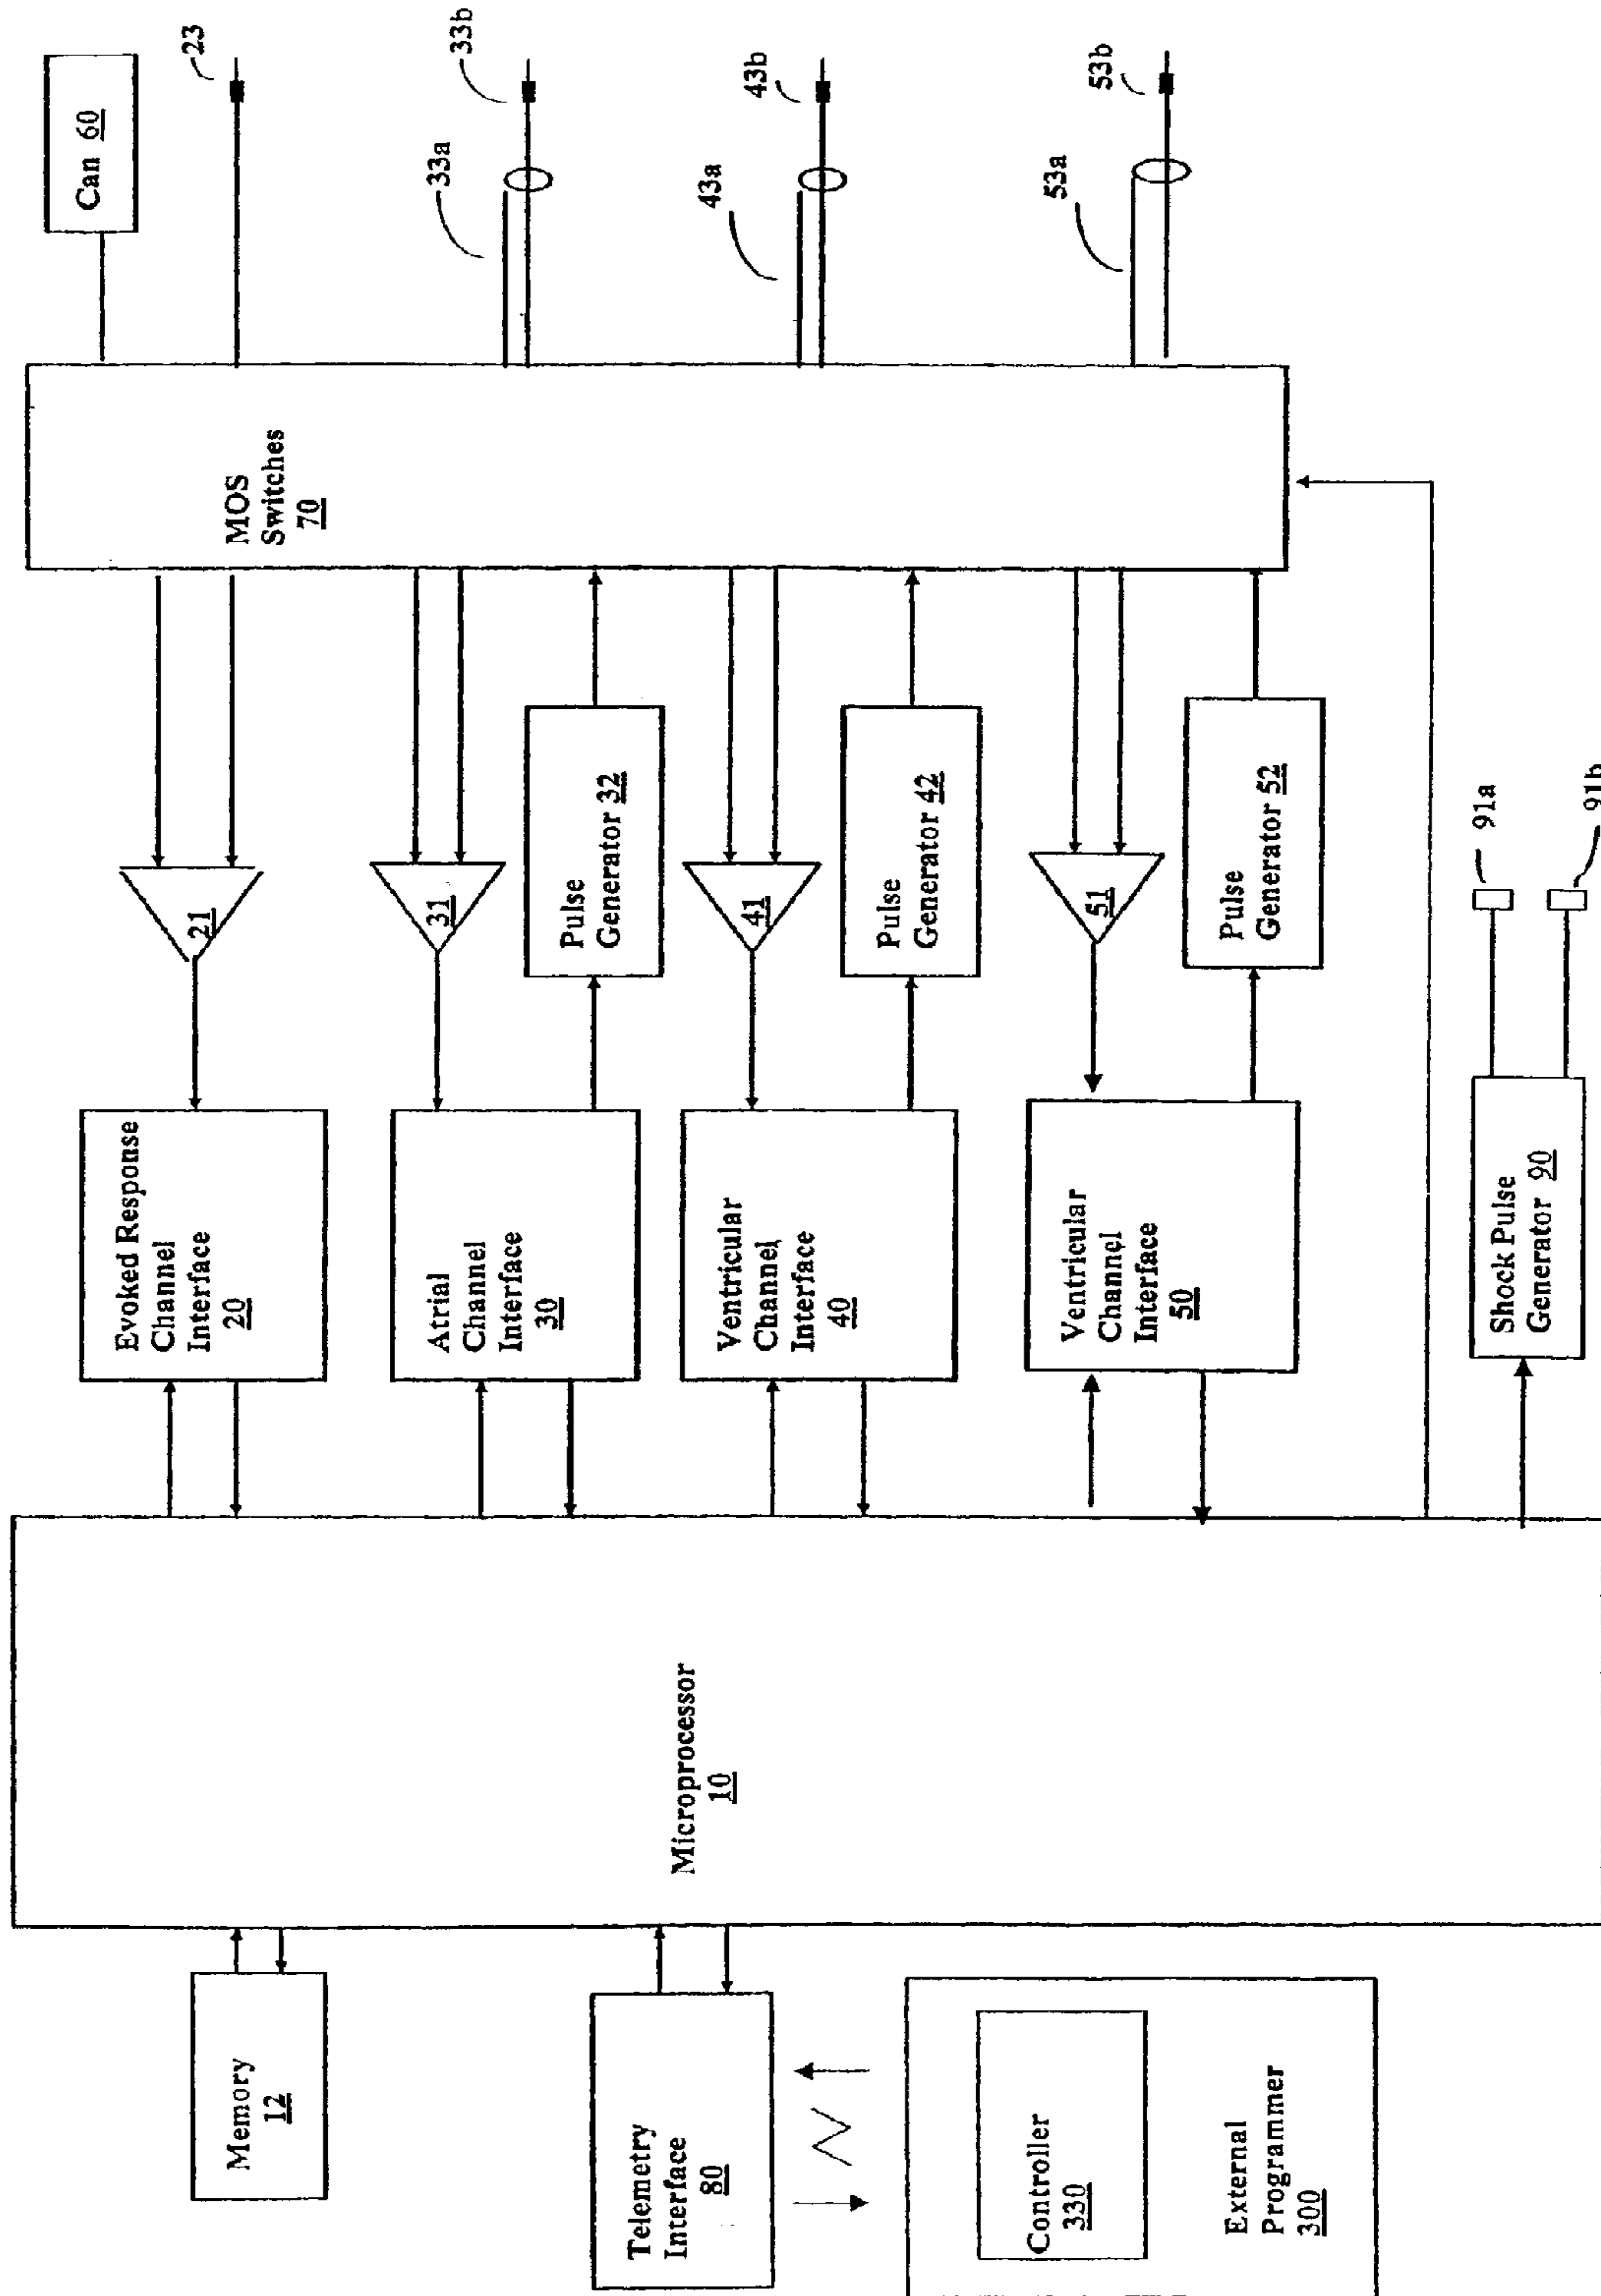 Can 60
23
33a
33b
43a
43b
53a
53b
MOS
Switches
70
21
31
Pulse
Generator 32
41
Pulse
Generator 42
51
Pulse
Generator 52
91a
91b
Evoked Response
Channel
Interface
20
Atrial
Channel
Interface
30
Ventricular
Channel
Interface
40
Ventricular
Channel
Interface
50
Shock Pulse
Generator 90
Microprocessor
10
Memory
12
Telemetry
Interface
80
Controller
330
External
Programmer
300